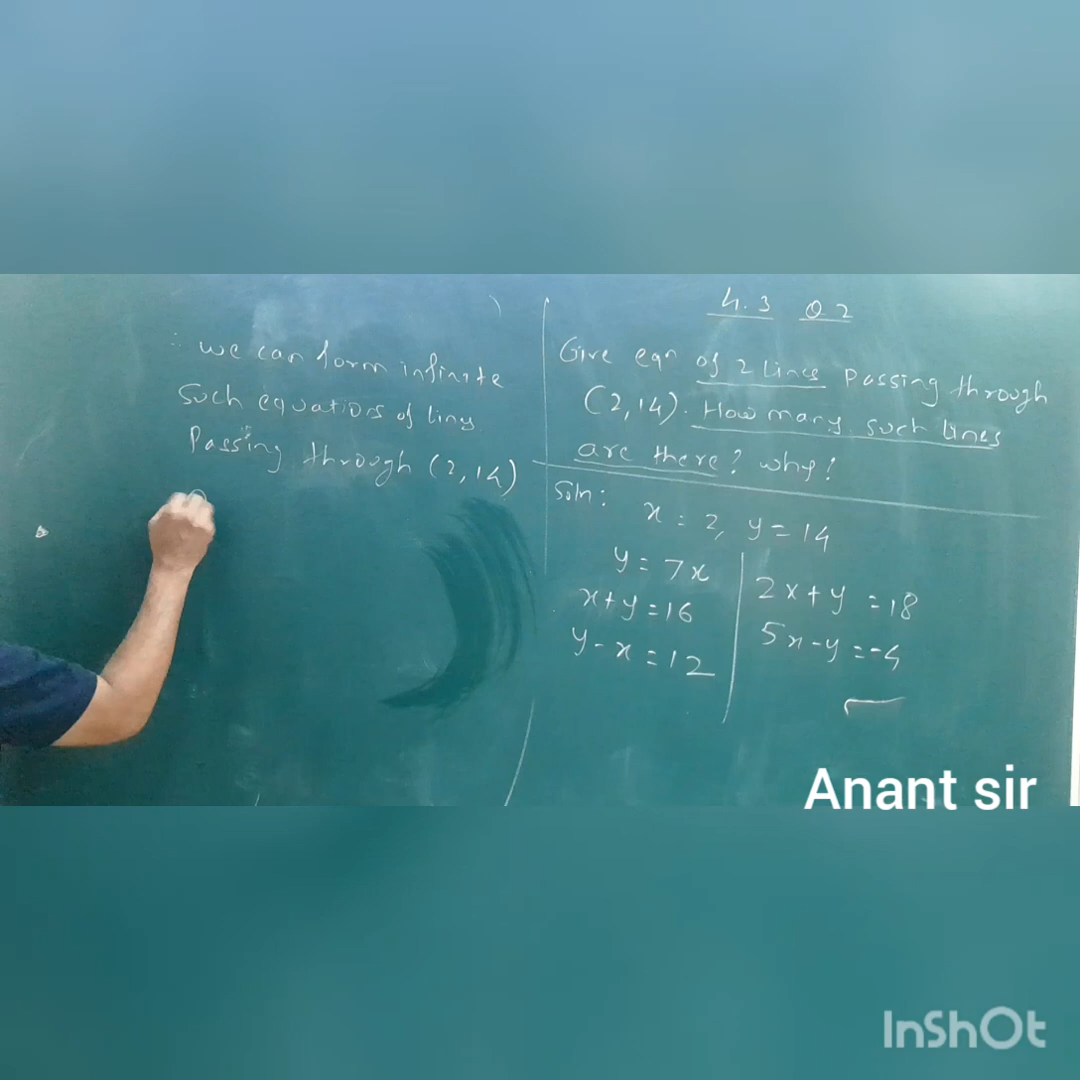 4.3 Q.2
Give eqn of 2 lines passing through
(2,14). How many such lines
are there? why?
Soln: x = 2, y = 14
y = 7x
x+y = 16
y-x = 12
2x+y = 18
5x-y = -4
∴ we can form infinite
Such equations of lines
Passing through (2,14)
Anant sir
InShOt